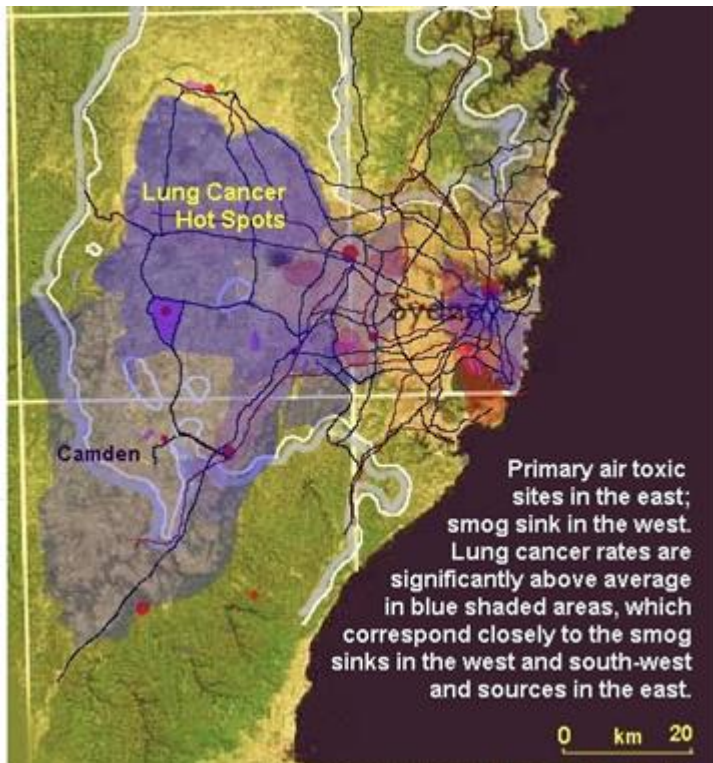 Lung Cancer
Hot Spots
Sydney
Camden
Primary air toxic
sites in the east;
smog sink in the west.
Lung cancer rates are
significantly above average
in blue shaded areas, which
correspond closely to the smog
sinks in the west and south-west
and sources in the east.
0 km 20